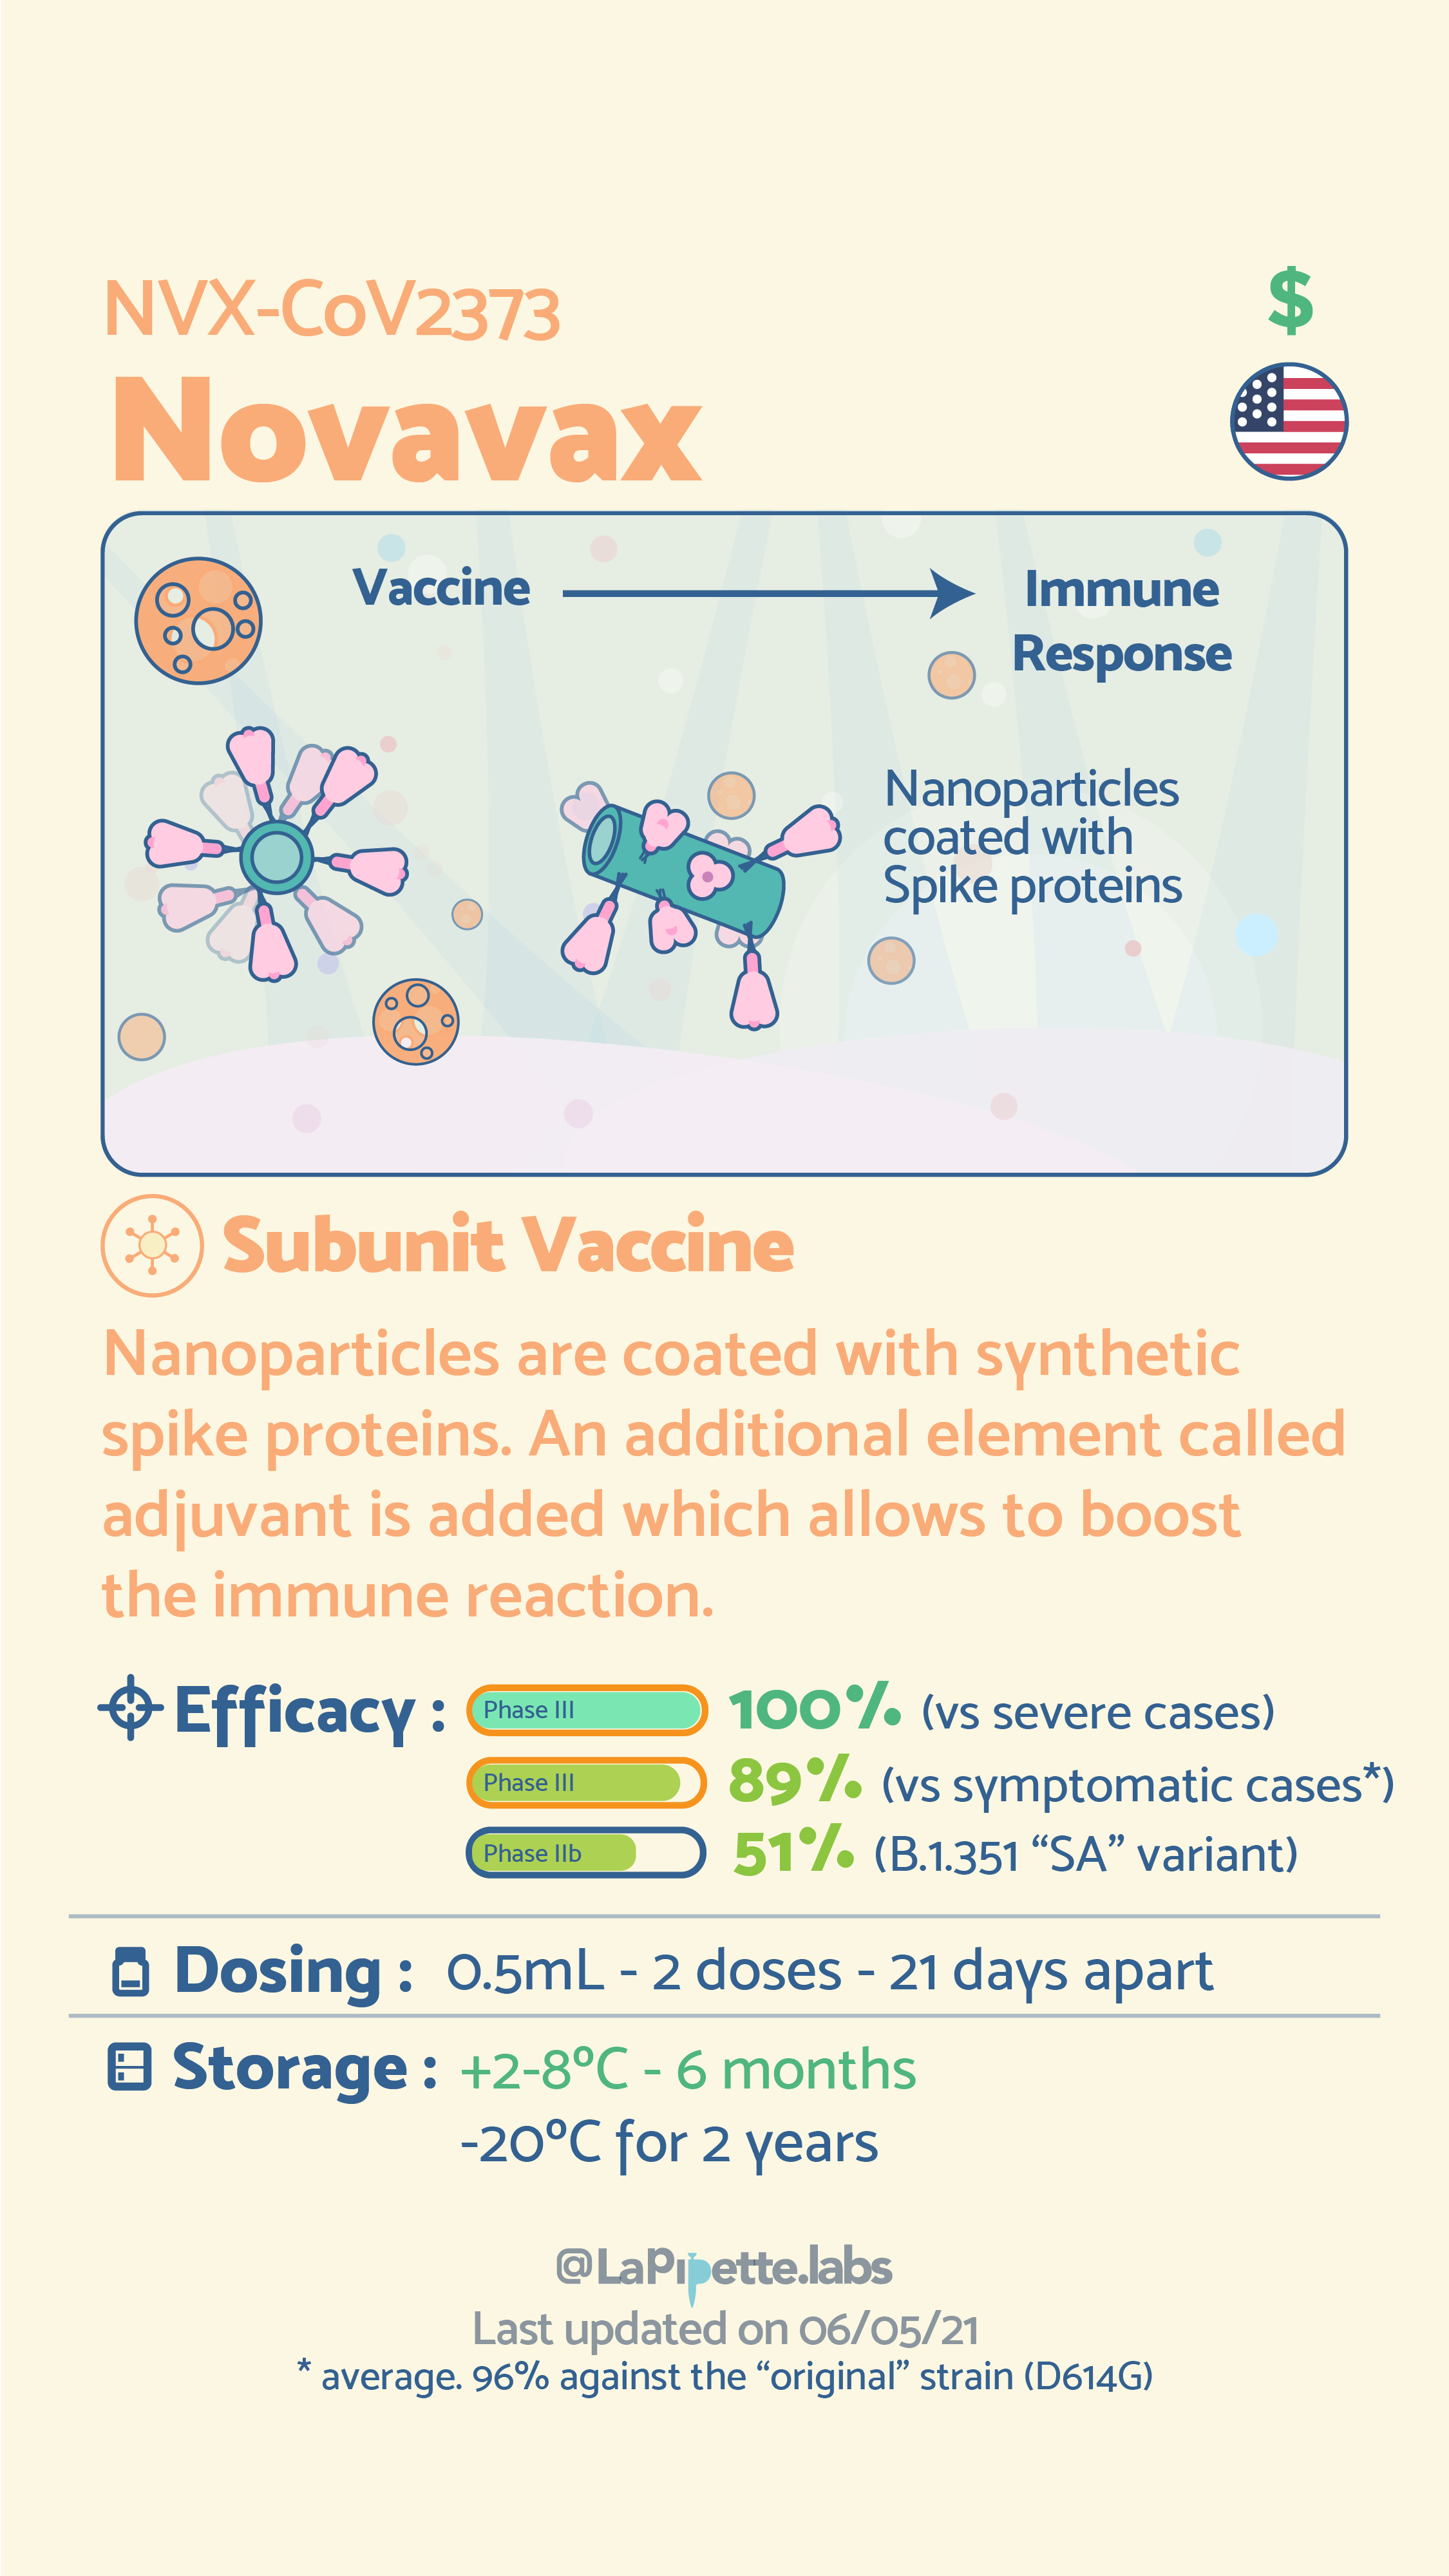 NVX-CoV2373
$
Novavax
Vaccine
Immune
Response
Nanoparticles
coated with
Spike proteins
Subunit Vaccine
Nanoparticles are coated with synthetic
spike proteins. An additional element called
adjuvant is added which allows to boost
the immune reaction.
Efficacy : Phase III 100% (vs severe cases)
Phase III 89% (vs symptomatic cases*)
Phase IIb 51% (B.1.351 “SA” variant)
Dosing : 0.5mL - 2 doses - 21 days apart
Storage : +2-8°C - 6 months
-20°C for 2 years
@LaPipette.labs
Last updated on 06/05/21
* average. 96% against the “original” strain (D614G)